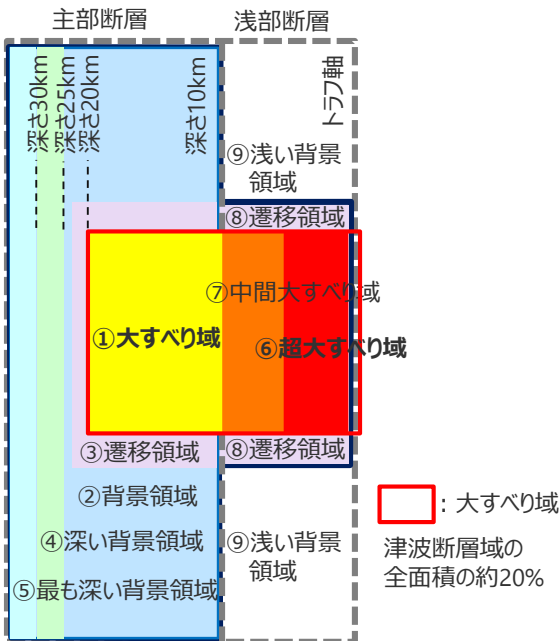 主部断層
浅部断層
深さ30km
深さ25km
深さ20km
深さ10km
トラフ軸
⑨浅い背景
領域
⑧遷移領域
⑦中間大すべり域
①大すべり域
⑥超大すべり域
③遷移領域
⑧遷移領域
②背景領域
④深い背景領域
⑨浅い背景
領域
⑤最も深い背景領域
：大すべり域
津波断層域の
全面積の約20%